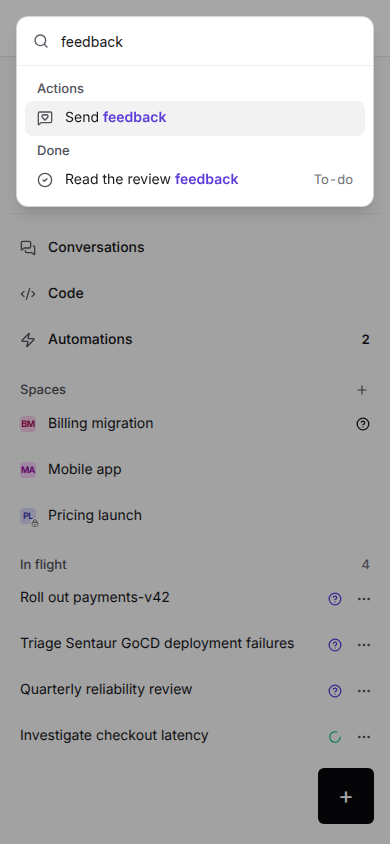 feedback
Actions
Send feedback
Done
Read the review feedback To-do
Conversations
Code
Automations 2
Spaces
BM Billing migration
MA Mobile app
PL Pricing launch
In flight 4
Roll out payments-v42
Triage Sentaur GoCD deployment failures
Quarterly reliability review
Investigate checkout latency